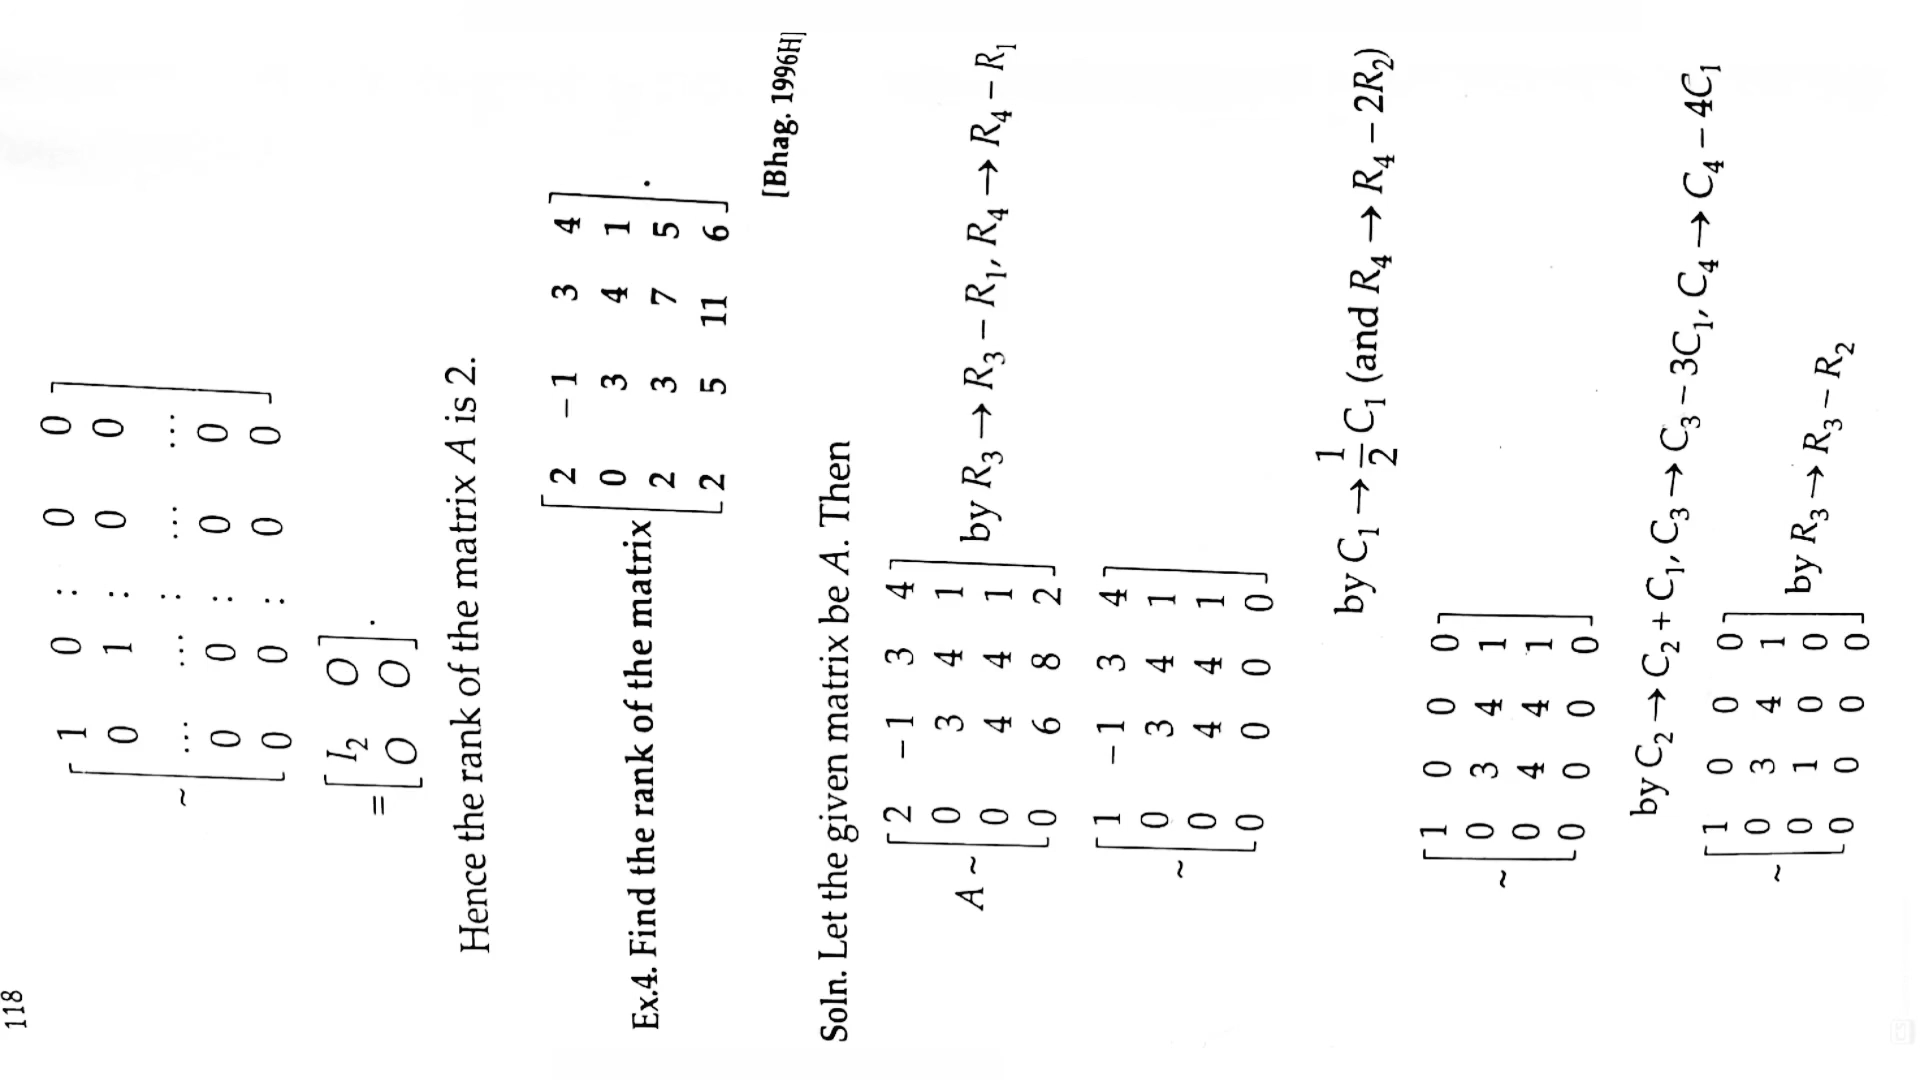 118
~ [ 1 0 : 0 0
0 1 : 0 0
... ... : ... ...
0 0 : 0 0
0 0 : 0 0 ]
= [ I₂ O
O O ] .
Hence the rank of the matrix A is 2.
Ex.4. Find the rank of the matrix [ 2 −1 3 4
0 3 4 1
2 3 7 5
2 5 11 6 ] .
[Bhag. 1996H]
Soln. Let the given matrix be A. Then
A ~ [ 2 −1 3 4
0 3 4 1
0 4 4 1
0 6 8 2 ] by R₃ → R₃ − R₁, R₄ → R₄ − R₁
~ [ 1 −1 3 4
0 3 4 1
0 4 4 1
0 0 0 0 ]
by C₁ → 1/2 C₁ (and R₄ → R₄ − 2R₂)
~ [ 1 0 0 0
0 3 4 1
0 4 4 1
0 0 0 0 ]
by C₂ → C₂ + C₁, C₃ → C₃ − 3C₁, C₄ → C₄ − 4C₁
~ [ 1 0 0 0
0 3 4 1
0 1 0 0
0 0 0 0 ] by R₃ → R₃ − R₂